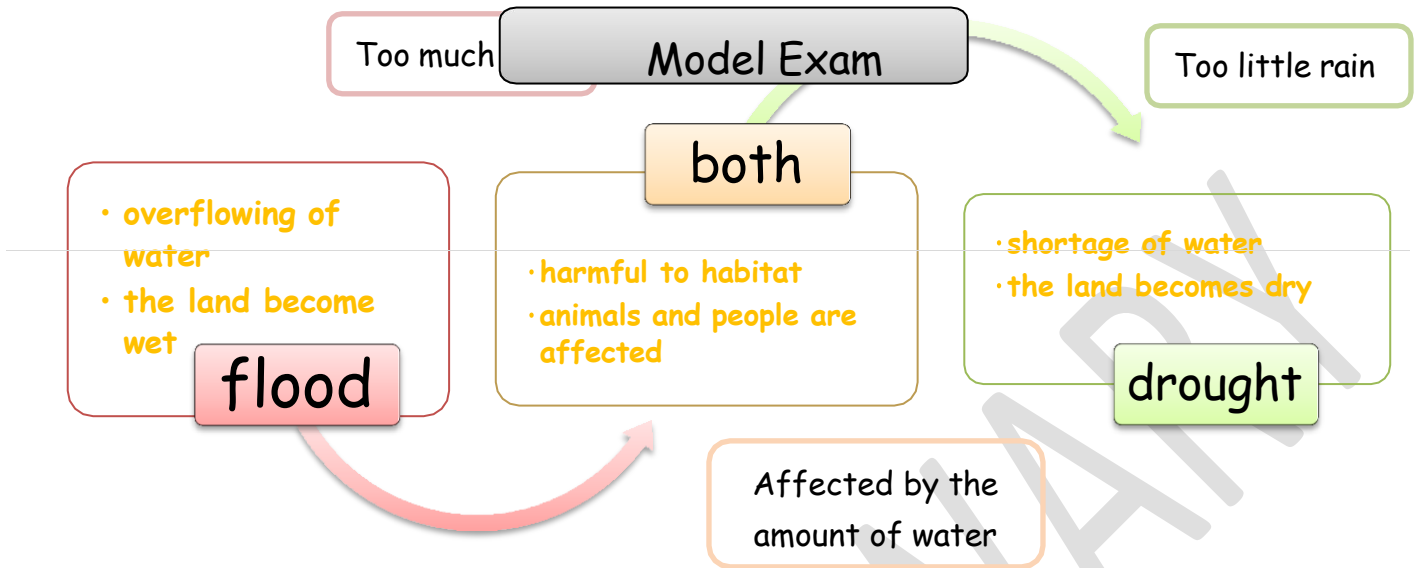 Too much
Model Exam
Too little rain
both
• overflowing of
water
• the land become
wet
flood
·harmful to habitat
·animals and people are
affected
·shortage of water
·the land becomes dry
drought
Affected by the
amount of water